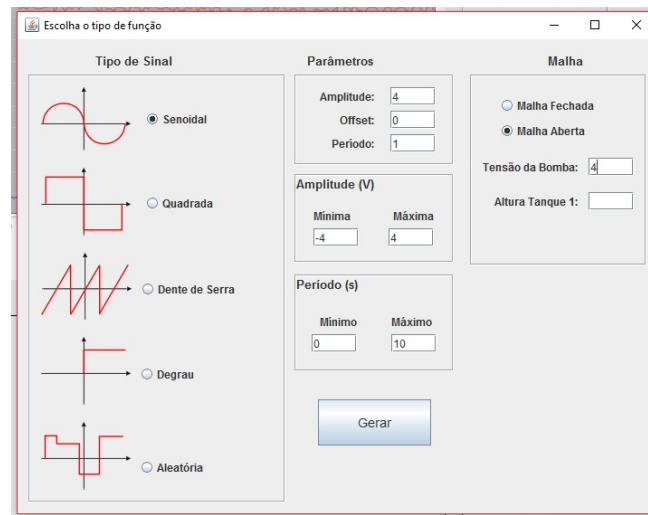 Escolha o tipo de função
Tipo de Sinal
Senoidal
Quadrada
Dente de Serra
Degrau
Aleatória
Parâmetros
Amplitude: 4
Offset: 0
Período: 1
Amplitude (V)
Mínima Máxima
-4 4
Período (s)
Mínimo Máximo
0 10
Gerar
Malha
Malha Fechada
Malha Aberta
Tensão da Bomba: 4
Altura Tanque 1: